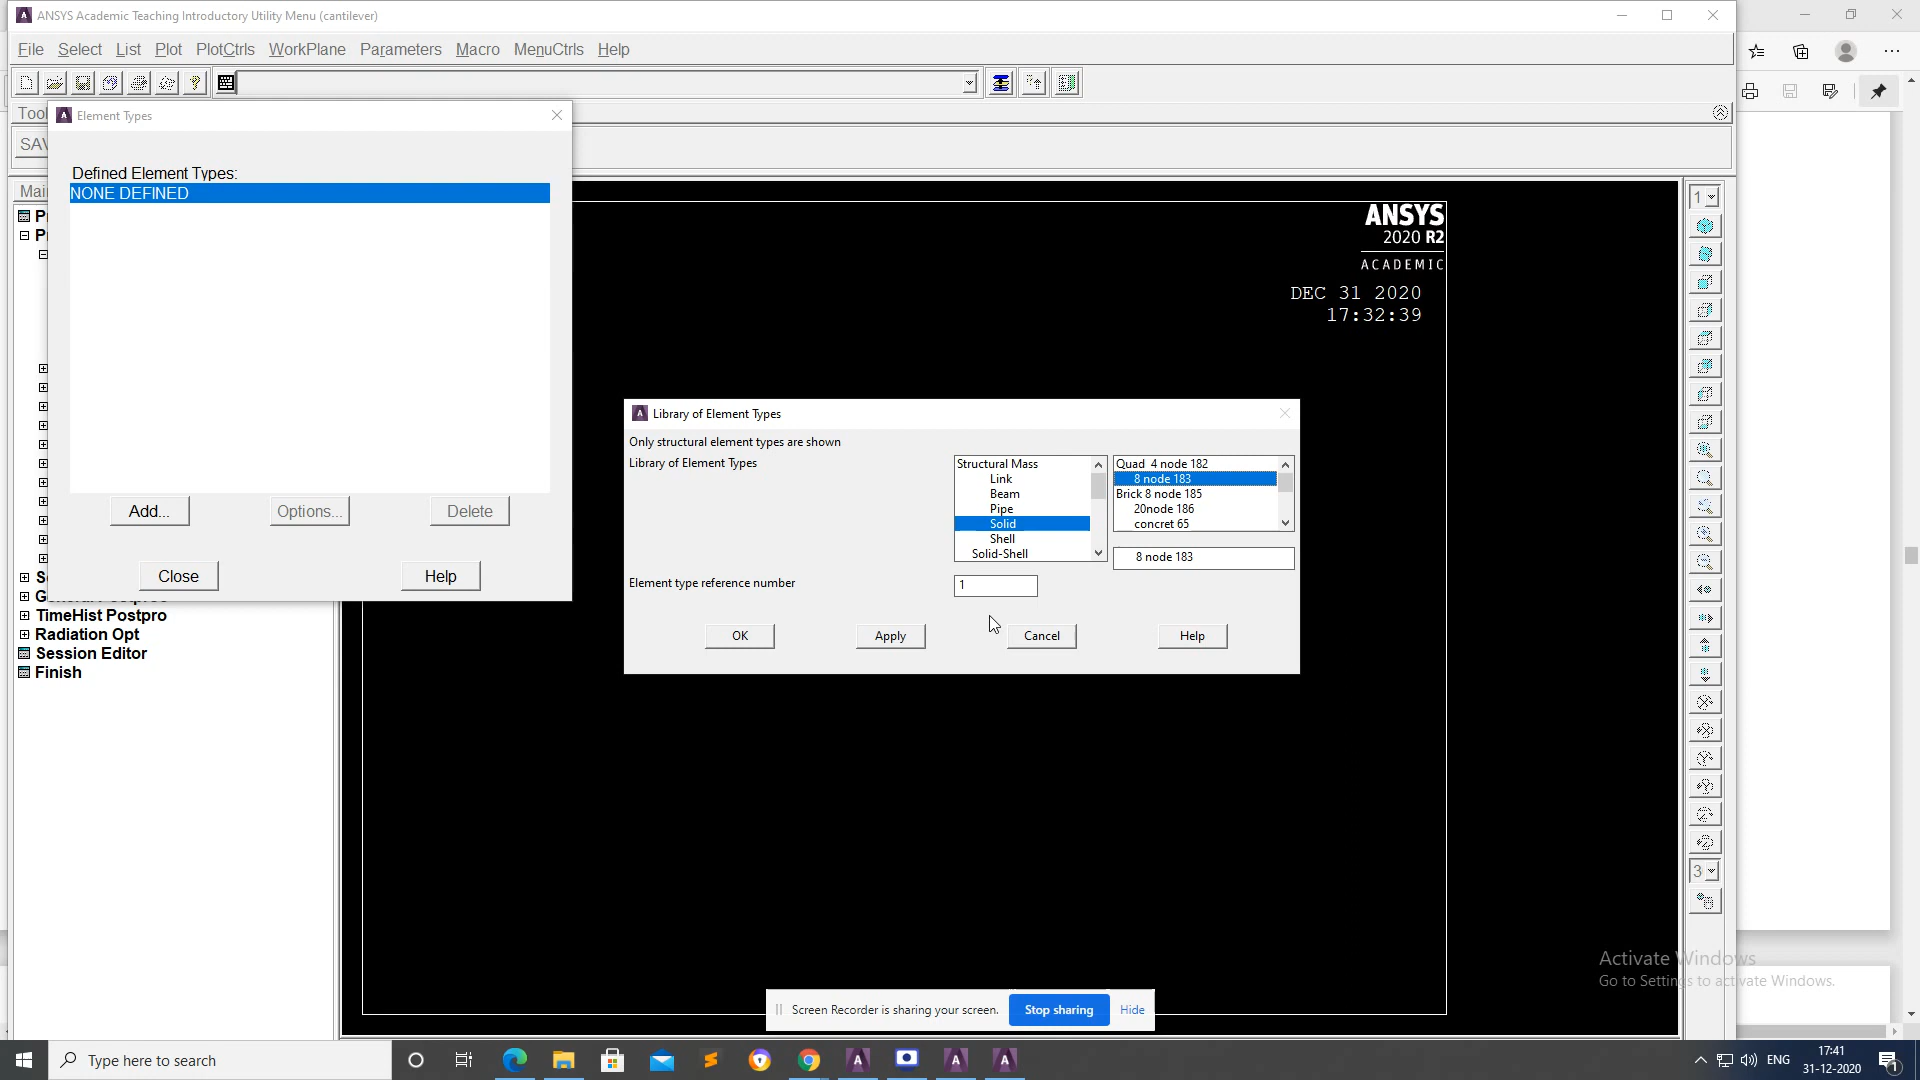 ANSYS Academic Teaching Introductory Utility Menu (cantilever)
File Select List Plot PlotCtrls WorkPlane Parameters Macro MenuCtrls Help
Element Types
Defined Element Types:
NONE DEFINED
Add... Options... Delete
Close Help
TimeHist Postpro
Radiation Opt
Session Editor
Finish
ANSYS
2020 R2
ACADEMIC
DEC 31 2020
17:32:39
1
3
Library of Element Types
Only structural element types are shown
Library of Element Types
Structural Mass
Link
Beam
Pipe
Solid
Shell
Solid-Shell
Quad 4 node 182
8 node 183
Brick 8 node 185
20node 186
concret 65
8 node 183
Element type reference number
1
OK Apply Cancel Help
Activate Windows
Go to Settings to activate Windows.
Screen Recorder is sharing your screen. Stop sharing Hide
Type here to search
ENG
17:41
31-12-2020
1